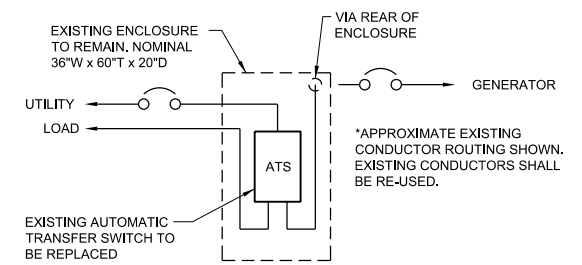 EXISTING ENCLOSURE
TO REMAIN. NOMINAL
36"W x 60"T x 20"D
VIA REAR OF
ENCLOSURE
UTILITY
GENERATOR
LOAD
*APPROXIMATE EXISTING
CONDUCTOR ROUTING SHOWN.
EXISTING CONDUCTORS SHALL
BE RE-USED.
ATS
EXISTING AUTOMATIC
TRANSFER SWITCH TO
BE REPLACED